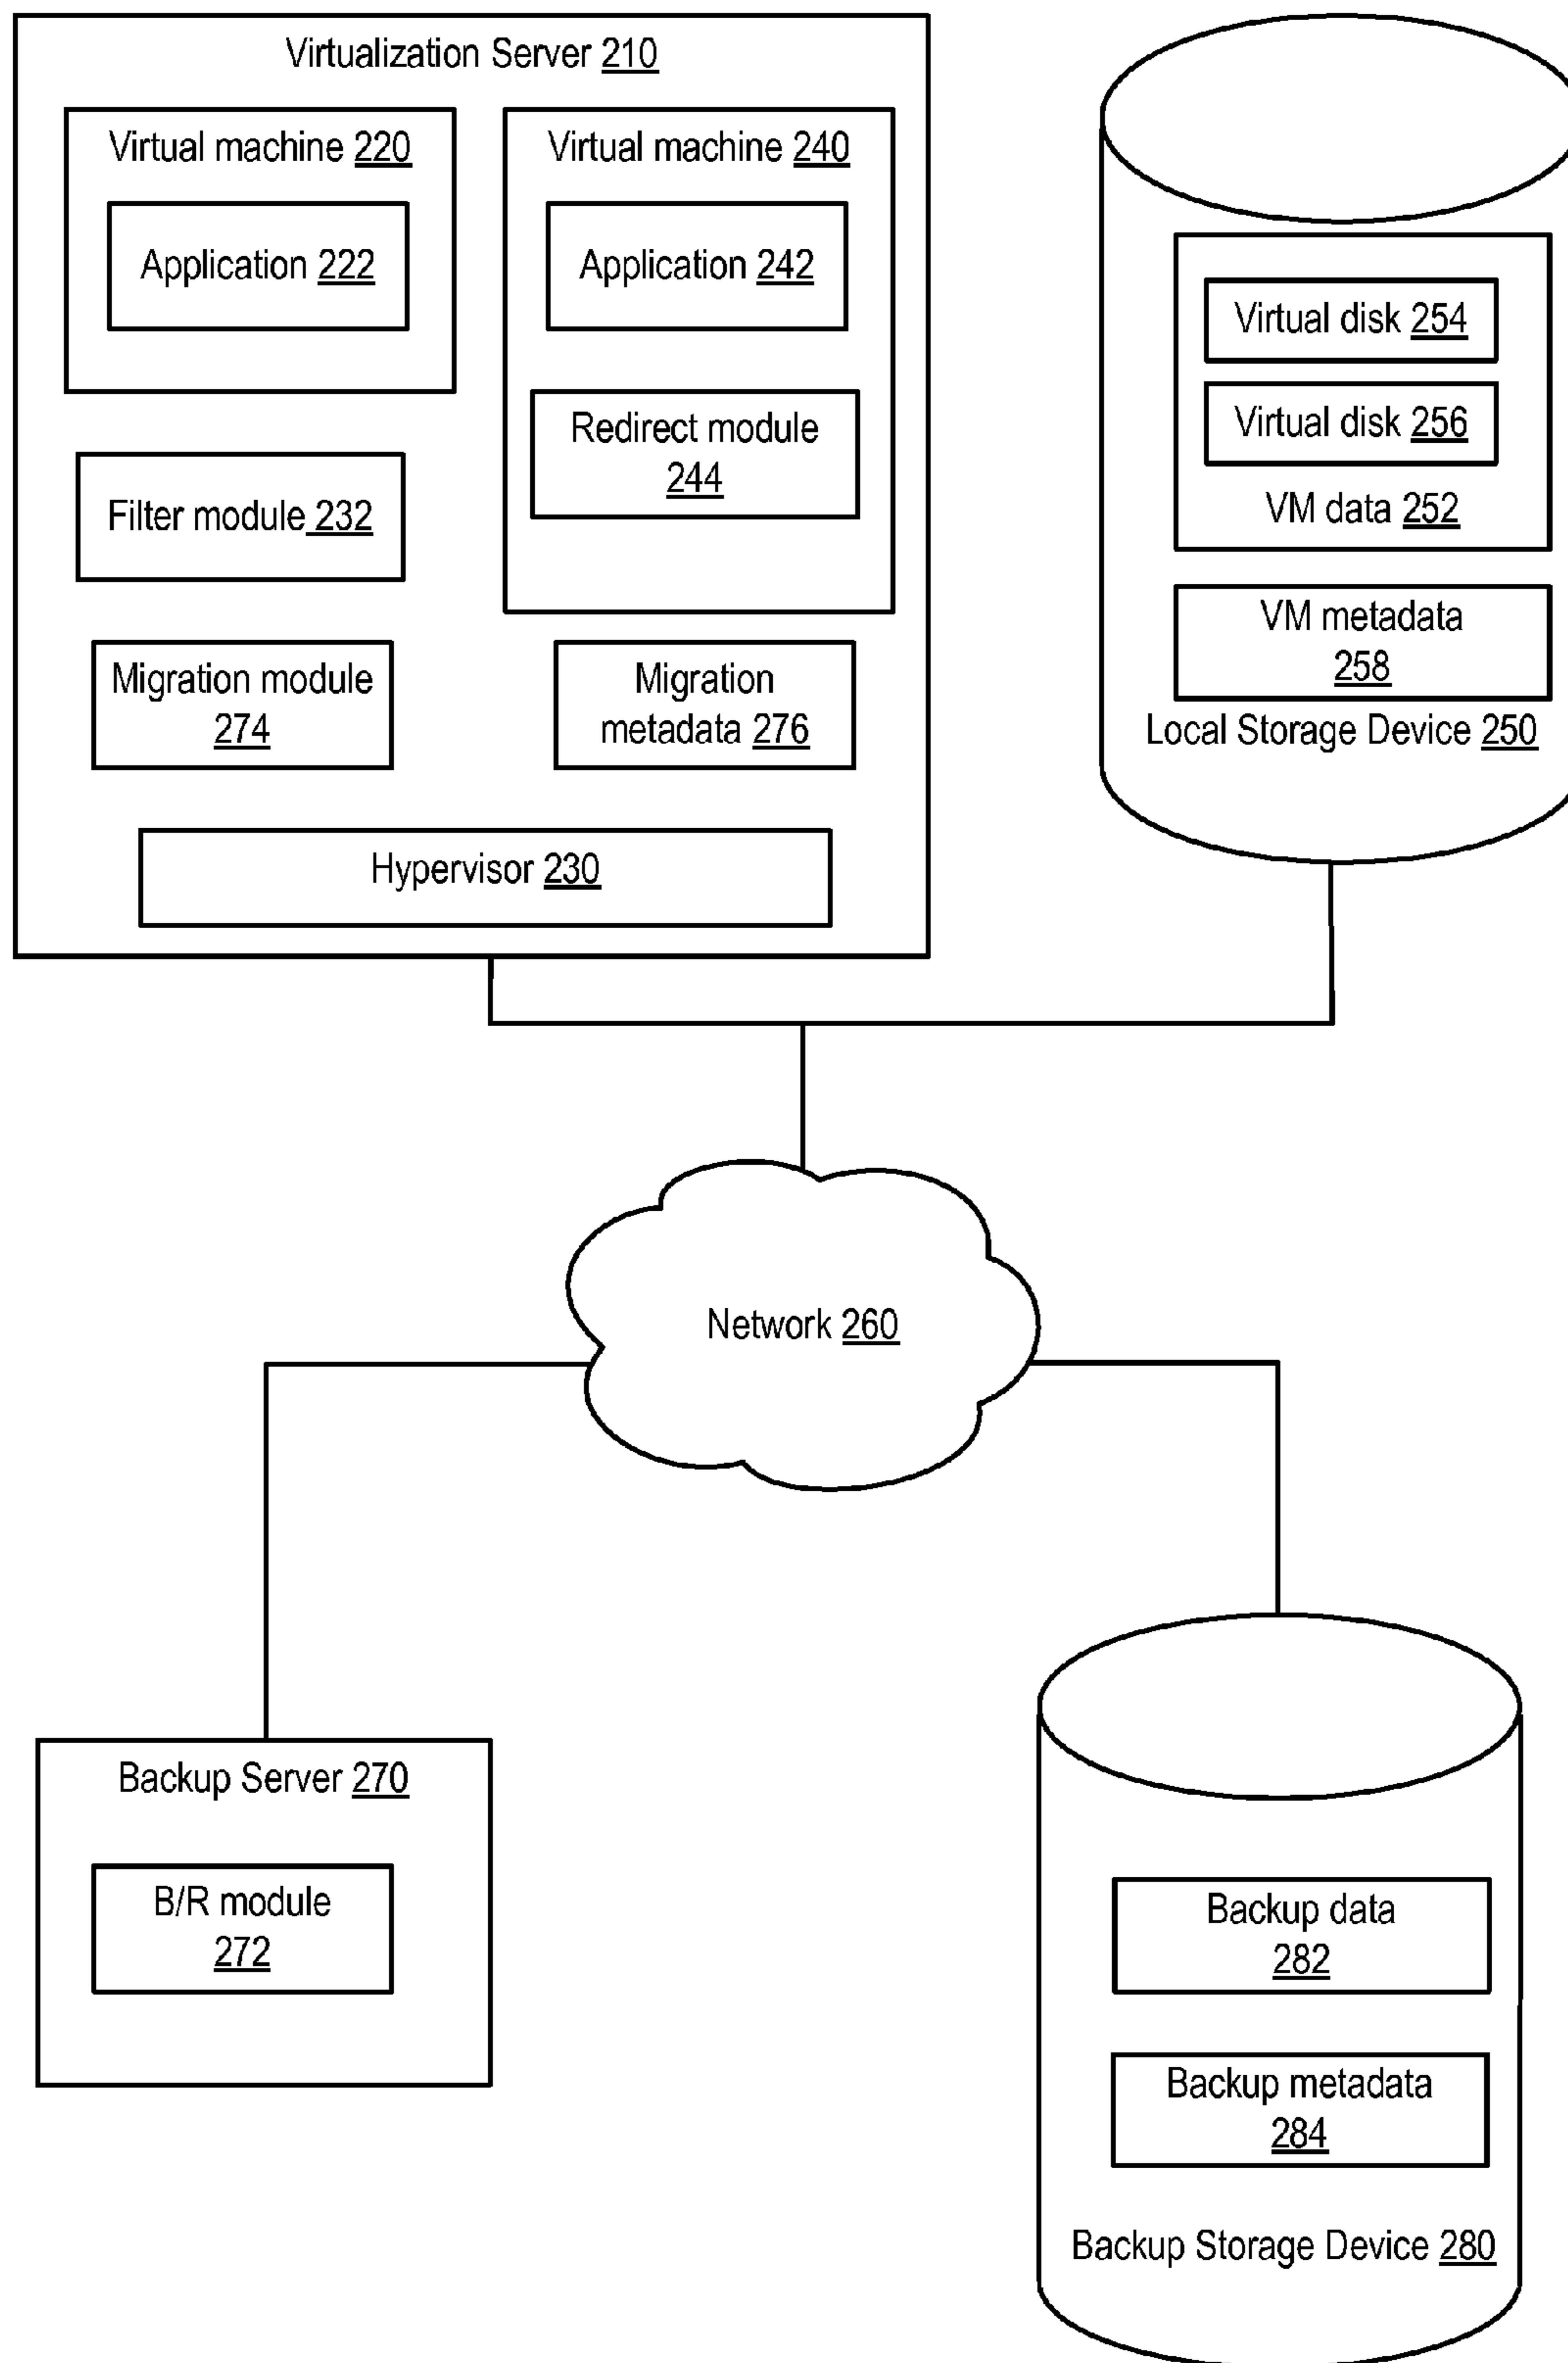 Virtualization Server 210
Virtual machine 220
Application 222
Filter module 232
Virtual machine 240
Application 242
Redirect module
244
Migration module
274
Migration
metadata 276
Hypervisor 230
Virtual disk 254
Virtual disk 256
VM data 252
VM metadata
258
Local Storage Device 250
Network 260
Backup Server 270
B/R module
272
Backup data
282
Backup metadata
284
Backup Storage Device 280